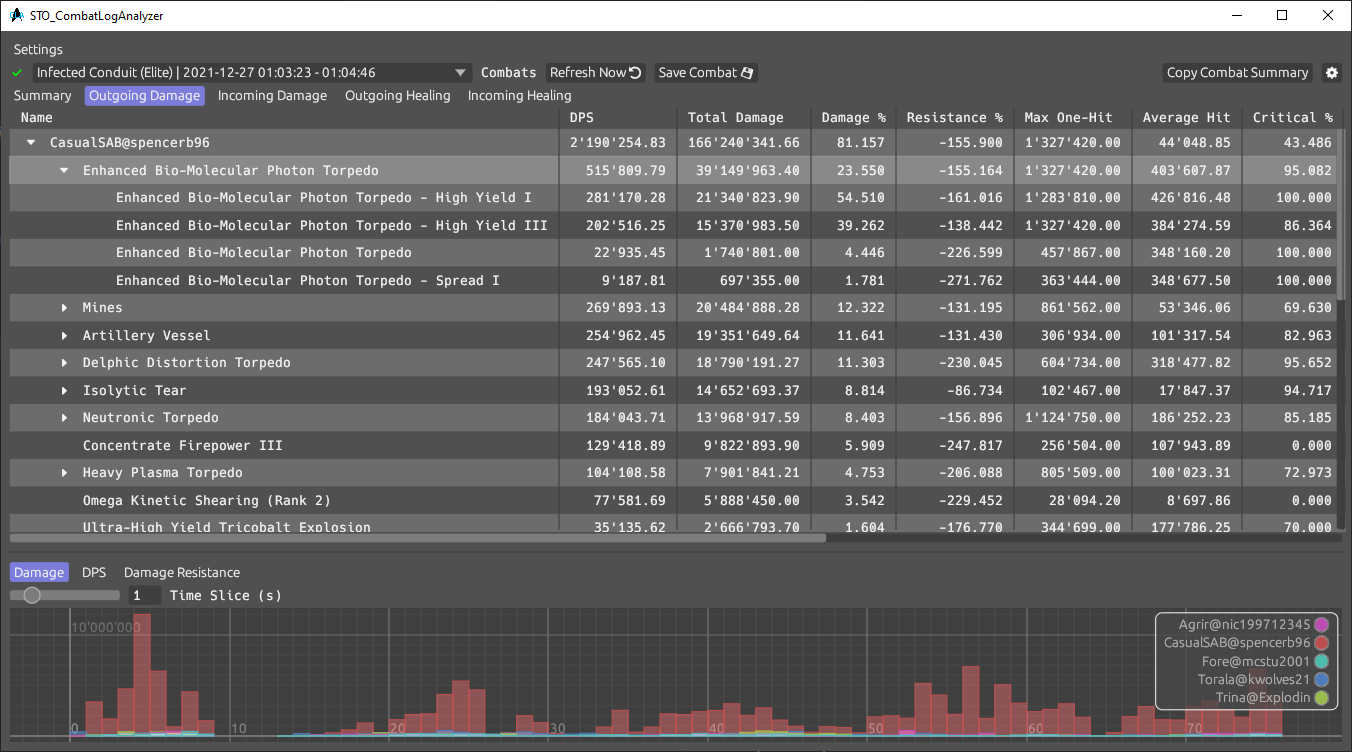 STO_CombatLogAnalyzer
Settings
Infected Conduit (Elite) | 2021-12-27 01:03:23 - 01:04:46 Combats Refresh Now Save Combat Copy Combat Summary
Summary Outgoing Damage Incoming Damage Outgoing Healing Incoming Healing
Name DPS Total Damage Damage % Resistance % Max One-Hit Average Hit Critical %
CasualSAB@spencerb96 2'190'254.83 166'240'341.66 81.157 -155.900 1'327'420.00 44'048.85 43.486
Enhanced Bio-Molecular Photon Torpedo 515'809.79 39'149'963.40 23.550 -155.164 1'327'420.00 403'607.87 95.082
Enhanced Bio-Molecular Photon Torpedo - High Yield I 281'170.28 21'340'823.90 54.510 -161.016 1'283'810.00 426'816.48 100.000
Enhanced Bio-Molecular Photon Torpedo - High Yield III 202'516.25 15'370'983.50 39.262 -138.442 1'327'420.00 384'274.59 86.364
Enhanced Bio-Molecular Photon Torpedo 22'935.45 1'740'801.00 4.446 -226.599 457'867.00 348'160.20 100.000
Enhanced Bio-Molecular Photon Torpedo - Spread I 9'187.81 697'355.00 1.781 -271.762 363'444.00 348'677.50 100.000
Mines 269'893.13 20'484'888.28 12.322 -131.195 861'562.00 53'346.06 69.630
Artillery Vessel 254'962.45 19'351'649.64 11.641 -131.430 306'934.00 101'317.54 82.963
Delphic Distortion Torpedo 247'565.10 18'790'191.27 11.303 -230.045 604'734.00 318'477.82 95.652
Isolytic Tear 193'052.61 14'652'693.37 8.814 -86.734 102'467.00 17'847.37 94.717
Neutronic Torpedo 184'043.71 13'968'917.59 8.403 -156.896 1'124'750.00 186'252.23 85.185
Concentrate Firepower III 129'418.89 9'822'893.90 5.909 -247.817 256'504.00 107'943.89 0.000
Heavy Plasma Torpedo 104'108.58 7'901'841.21 4.753 -206.088 805'509.00 100'023.31 72.973
Omega Kinetic Shearing (Rank 2) 77'581.69 5'888'450.00 3.542 -229.452 28'094.20 8'697.86 0.000
Ultra-High Yield Tricobalt Explosion 35'135.62 2'666'793.70 1.604 -176.770 344'699.00 177'786.25 70.000
Damage DPS Damage Resistance
1 Time Slice (s)
10'000'000
Agrir@nic199712345
CasualSAB@spencerb96
Fore@mcstu2001
Torala@kwolves21
Trina@Explodin
0 10 20 30 40 50 60 70